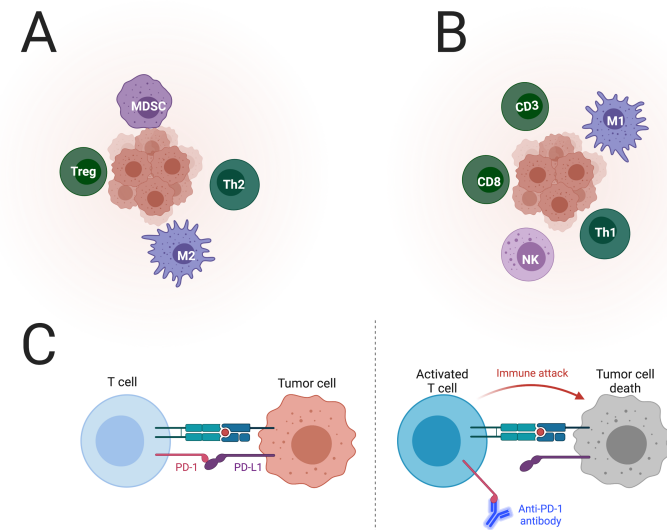 A
MDSC
Treg
Th2
M2
B
CD3
M1
CD8
Th1
NK
C
T cell
Tumor cell
PD-1
PD-L1
Activated
T cell
Immune attack
Tumor cell
death
Anti-PD-1
antibody